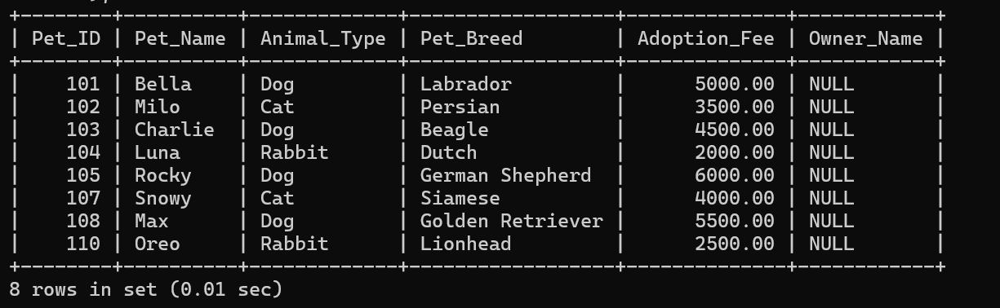 +--------+----------+-------------+------------------+--------------+------------+
| Pet_ID | Pet_Name | Animal_Type | Pet_Breed        | Adoption_Fee | Owner_Name |
+--------+----------+-------------+------------------+--------------+------------+
|    101 | Bella    | Dog         | Labrador         |      5000.00 | NULL       |
|    102 | Milo     | Cat         | Persian          |      3500.00 | NULL       |
|    103 | Charlie  | Dog         | Beagle           |      4500.00 | NULL       |
|    104 | Luna     | Rabbit      | Dutch            |      2000.00 | NULL       |
|    105 | Rocky    | Dog         | German Shepherd  |      6000.00 | NULL       |
|    107 | Snowy    | Cat         | Siamese          |      4000.00 | NULL       |
|    108 | Max      | Dog         | Golden Retriever |      5500.00 | NULL       |
|    110 | Oreo     | Rabbit      | Lionhead         |      2500.00 | NULL       |
+--------+----------+-------------+------------------+--------------+------------+
8 rows in set (0.01 sec)